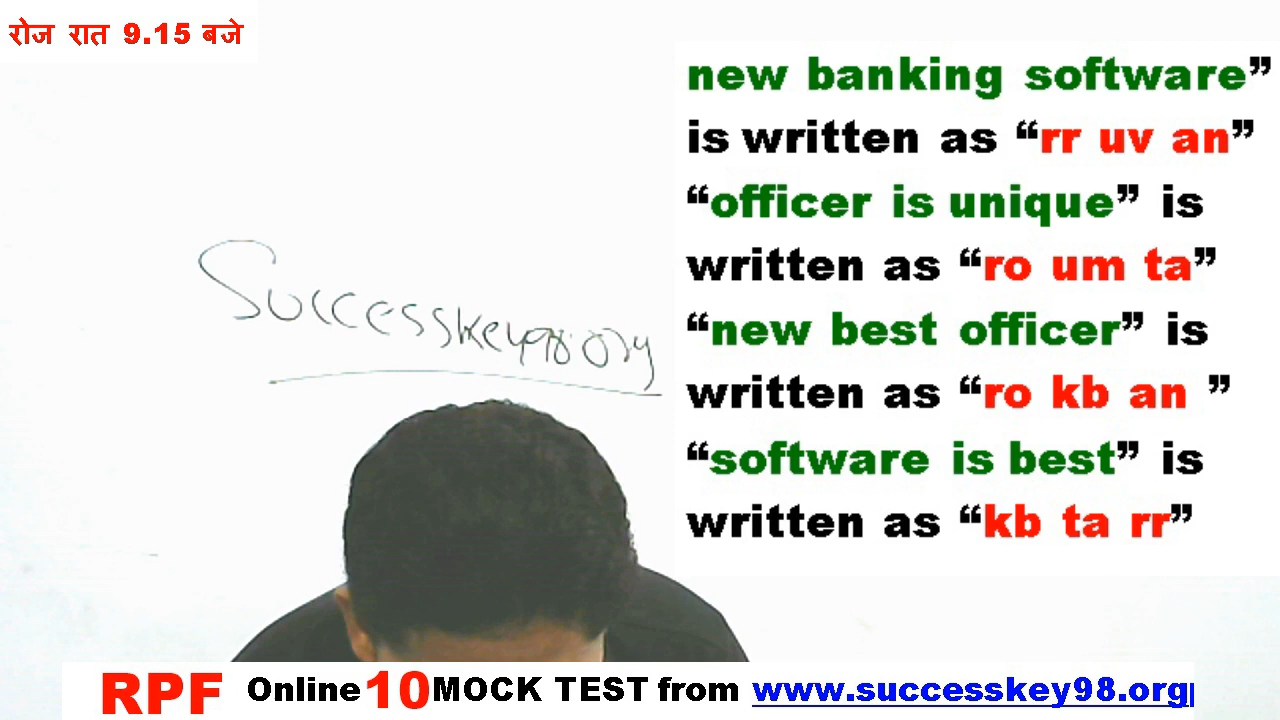 रोज रात 9.15 बजे
new banking software”
is written as “rr uv an”
“officer is unique” is
written as “ro um ta”
“new best officer” is
written as “ro kb an ”
“software is best” is
written as “kb ta rr”
Successkey98.org
RPF Online 10 MOCK TEST from www.successkey98.org